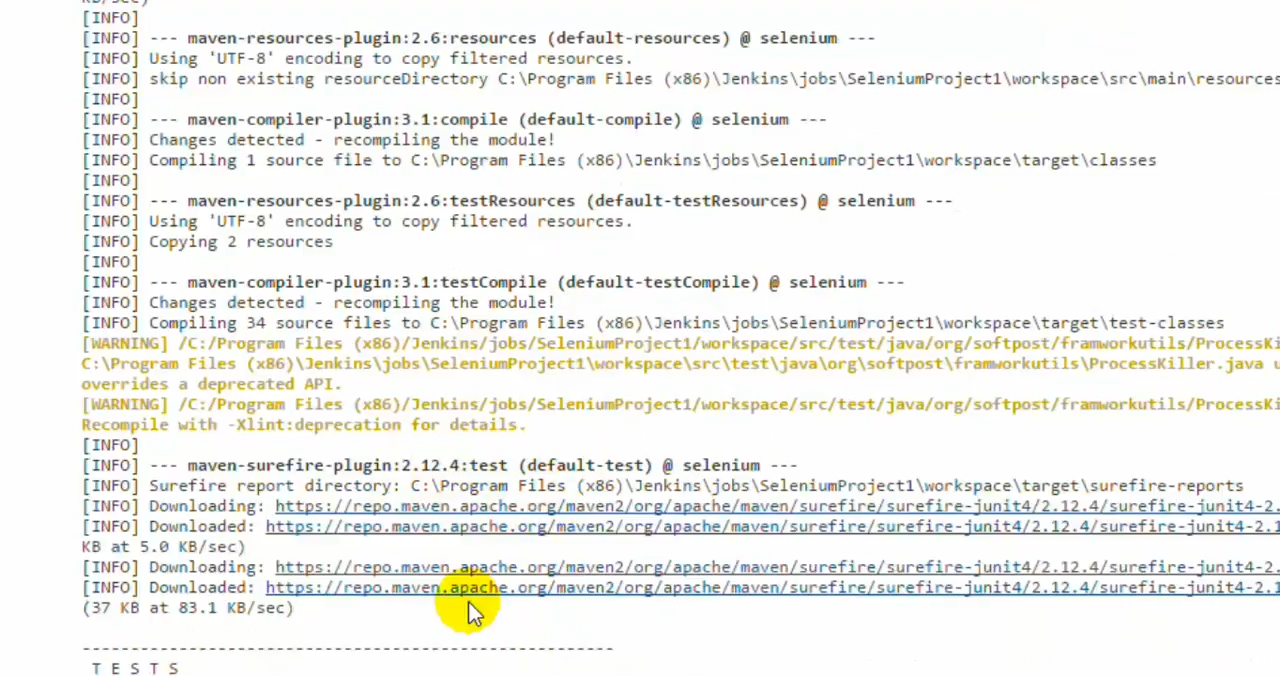 KB/sec)
[INFO]
[INFO] --- maven-resources-plugin:2.6:resources (default-resources) @ selenium ---
[INFO] Using 'UTF-8' encoding to copy filtered resources.
[INFO] skip non existing resourceDirectory C:\Program Files (x86)\Jenkins\jobs\SeleniumProject1\workspace\src\main\resources
[INFO]
[INFO] --- maven-compiler-plugin:3.1:compile (default-compile) @ selenium ---
[INFO] Changes detected - recompiling the module!
[INFO] Compiling 1 source file to C:\Program Files (x86)\Jenkins\jobs\SeleniumProject1\workspace\target\classes
[INFO]
[INFO] --- maven-resources-plugin:2.6:testResources (default-testResources) @ selenium ---
[INFO] Using 'UTF-8' encoding to copy filtered resources.
[INFO] Copying 2 resources
[INFO]
[INFO] --- maven-compiler-plugin:3.1:testCompile (default-testCompile) @ selenium ---
[INFO] Changes detected - recompiling the module!
[INFO] Compiling 34 source files to C:\Program Files (x86)\Jenkins\jobs\SeleniumProject1\workspace\target\test-classes
[WARNING] /C:/Program Files (x86)/Jenkins/jobs/SeleniumProject1/workspace/src/test/java/org/softpost/framworkutils/ProcessKi
C:\Program Files (x86)\Jenkins\jobs\SeleniumProject1\workspace\src\test\java\org\softpost\framworkutils\ProcessKiller.java u
overrides a deprecated API.
[WARNING] /C:/Program Files (x86)/Jenkins/jobs/SeleniumProject1/workspace/src/test/java/org/softpost/framworkutils/ProcessKi
Recompile with -Xlint:deprecation for details.
[INFO]
[INFO] --- maven-surefire-plugin:2.12.4:test (default-test) @ selenium ---
[INFO] Surefire report directory: C:\Program Files (x86)\Jenkins\jobs\SeleniumProject1\workspace\target\surefire-reports
[INFO] Downloading: https://repo.maven.apache.org/maven2/org/apache/maven/surefire/surefire-junit4/2.12.4/surefire-junit4-2.
[INFO] Downloaded: https://repo.maven.apache.org/maven2/org/apache/maven/surefire/surefire-junit4/2.12.4/surefire-junit4-2.1
KB at 5.0 KB/sec)
[INFO] Downloading: https://repo.maven.apache.org/maven2/org/apache/maven/surefire/surefire-junit4/2.12.4/surefire-junit4-2.
[INFO] Downloaded: https://repo.maven.apache.org/maven2/org/apache/maven/surefire/surefire-junit4/2.12.4/surefire-junit4-2.1
(37 KB at 83.1 KB/sec)
-------------------------------------------------------
T E S T S